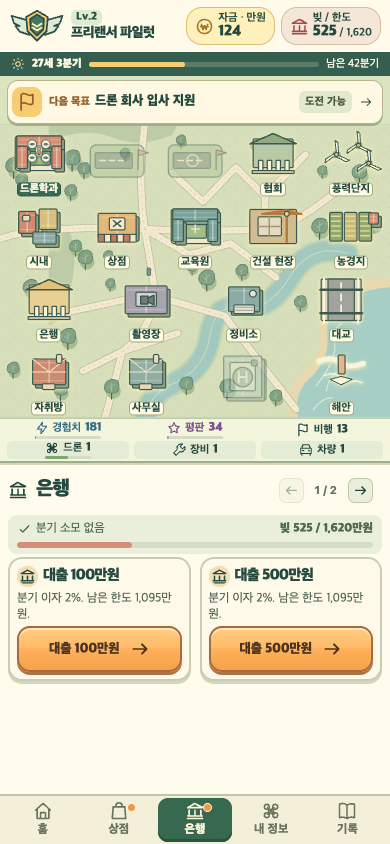 Lv.2
프리랜서 파일럿
자금 · 만원
124
빚 / 한도
525 / 1,620
27세 3분기
남은 42분기
다음 목표 드론 회사 입사 지원
도전 가능
드론학과
협회
풍력단지
시내
상점
교육원
건설 현장
농경지
은행
촬영장
정비소
대교
자취방
사무실
H
해안
경험치 181
평판 34
비행 13
드론 1
장비 1
차량 1
은행
1 / 2
분기 소모 없음
빚 525 / 1,620만원
대출 100만원
분기 이자 2%. 남은 한도 1,095만
원.
대출 100만원
대출 500만원
분기 이자 2%. 남은 한도 1,095만
원.
대출 500만원
홈
상점
은행
내 정보
기록